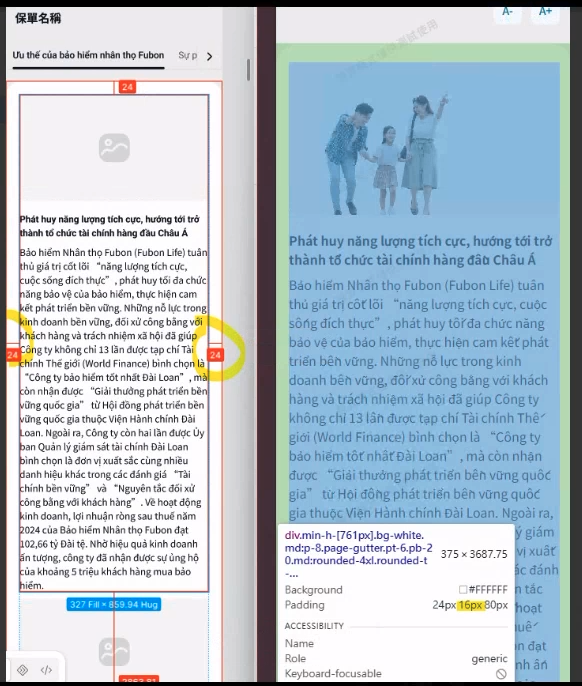 保單名稱
Ưu thế của bảo hiểm nhân thọ Fubon
Sự p
24
Phát huy năng lượng tích cực, hướng tới trở
thành tổ chức tài chính hàng đầu Châu Á
Bảo hiểm Nhân thọ Fubon (Fubon Life) tuân
thủ giá trị cốt lõi “năng lượng tích cực,
cuộc sống đích thực”, phát huy tối đa chức
năng bảo vệ của bảo hiểm, thực hiện cam
kết phát triển bền vững. Những nỗ lực trong
kinh doanh bền vững, đối xử công bằng với
khách hàng và trách nhiệm xã hội đã giúp
24
24
Công ty không chỉ 13 lần được tạp chí Tài
chính Thế giới (World Finance) bình chọn là
“Công ty bảo hiểm tốt nhất Đài Loan”, mà
còn nhận được “Giải thưởng phát triển bền
vững quốc gia” từ Hội đồng phát triển bền
vững quốc gia thuộc Viện Hành chính Đài
Loan. Ngoài ra, Công ty còn hai lần được Ủy
ban Quản lý giám sát tài chính Đài Loan
bình chọn là đơn vị xuất sắc cùng nhiều
danh hiệu khác trong các đánh giá “Tài
chính bền vững” và “Nguyên tắc đối xử
công bằng với khách hàng”. Về hoạt động
kinh doanh, lợi nhuận ròng sau thuế năm
2024 của Bảo hiểm Nhân thọ Fubon đạt
102,66 tỷ Đài tệ. Nhờ hiệu quả kinh doanh
ấn tượng, công ty đã nhận được sự ủng hộ
của khoảng 5 triệu khách hàng mua bảo
hiểm.
327 Fill × 859.94 Hug
A-
A+
Phát huy năng lượng tích cực, hướng tới trở
thành tổ chức tài chính hàng đầu Châu Á
Bảo hiểm Nhân thọ Fubon (Fubon Life) tuân
thủ giá trị cốt lõi “năng lượng tích cực, cuộc
sống đích thực”, phát huy tối đa chức năng
bảo vệ của bảo hiểm, thực hiện cam kết phát
triển bền vững. Những nỗ lực trong kinh
doanh bền vững, đối xử công bằng với khách
hàng và trách nhiệm xã hội đã giúp Công ty
không chỉ 13 lần được tạp chí Tài chính Thế
giới (World Finance) bình chọn là “Công ty
bảo hiểm tốt nhất Đài Loan”, mà còn nhận
được “Giải thưởng phát triển bền vững quốc
gia” từ Hội đồng phát triển bền vững quốc
gia thuộc Viện Hành chính Đài Loan. Ngoài ra,
div.min-h-[761px].bg-white.
md:p-8.page-gutter.pt-6.pb-2
0.md:rounded-4xl.rounded-t
-...
375 × 3687.75
Background
#FFFFFF
Padding
24px 16px 80px
ACCESSIBILITY
Name
Role
generic
Keyboard-focusable
ý giám
vị xuất
ác đánh
n tắc
hoạt
uế
n đạt
nh ấn